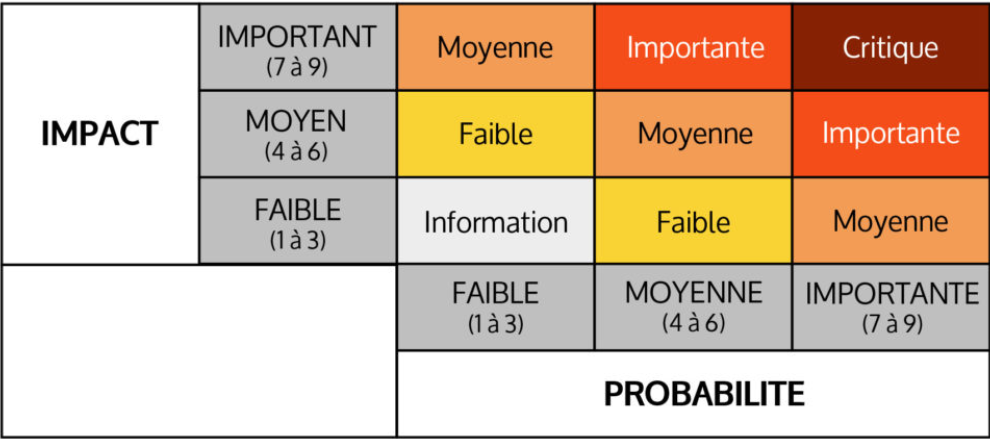 IMPACT
IMPORTANT
(7 à 9)
Moyenne
Importante
Critique
MOYEN
(4 à 6)
Faible
Moyenne
Importante
FAIBLE
(1 à 3)
Information
Faible
Moyenne
FAIBLE
(1 à 3)
MOYENNE
(4 à 6)
IMPORTANTE
(7 à 9)
PROBABILITE